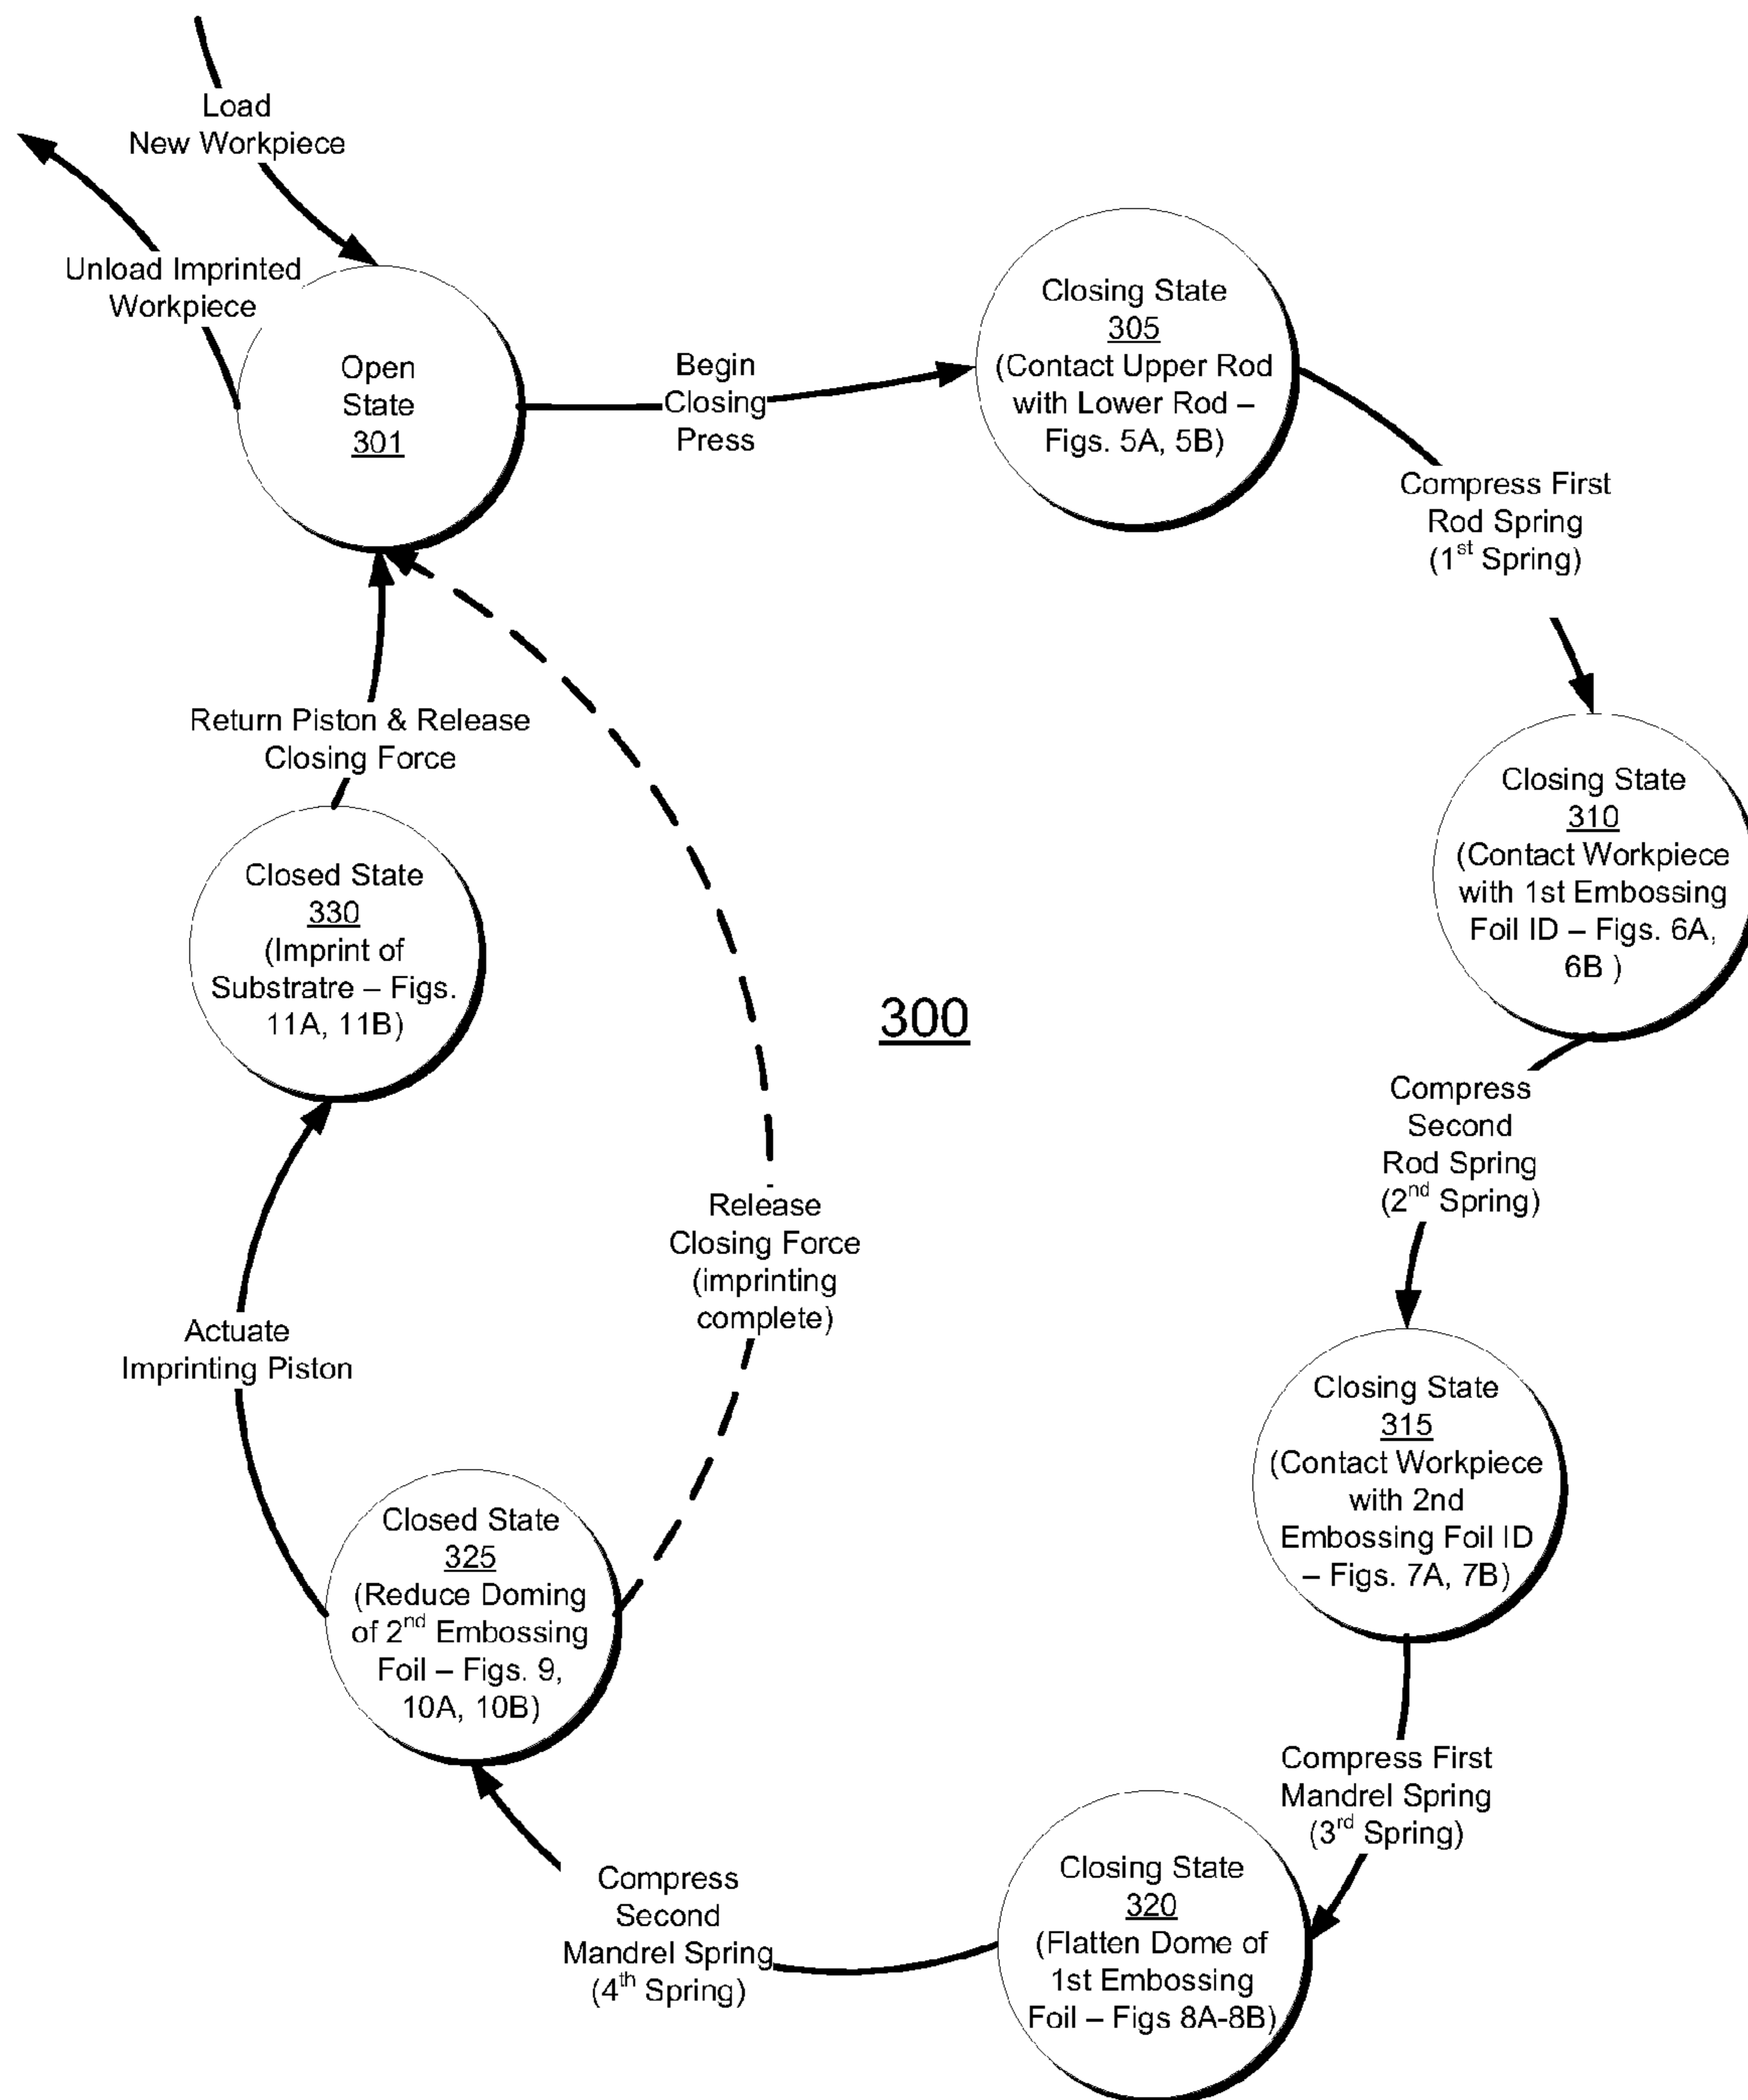 Load
New Workpiece
Unload Imprinted
Workpiece
Open
State
301
Begin
Closing
Press
Closing State
305
(Contact Upper Rod
with Lower Rod –
Figs. 5A, 5B)
Compress First
Rod Spring
(1st Spring)
Closing State
310
(Contact Workpiece
with 1st Embossing
Foil ID – Figs. 6A,
6B )
Compress
Second
Rod Spring
(2nd Spring)
Closing State
315
(Contact Workpiece
with 2nd
Embossing Foil ID
– Figs. 7A, 7B)
Compress First
Mandrel Spring
(3rd Spring)
Closing State
320
(Flatten Dome of
1st Embossing
Foil – Figs 8A-8B)
Compress
Second
Mandrel Spring
(4th Spring)
Closed State
325
(Reduce Doming
of 2nd Embossing
Foil – Figs. 9,
10A, 10B)
Actuate
Imprinting Piston
Release
Closing Force
(imprinting
complete)
Closed State
330
(Imprint of
Substratre – Figs.
11A, 11B)
Return Piston & Release
Closing Force
300